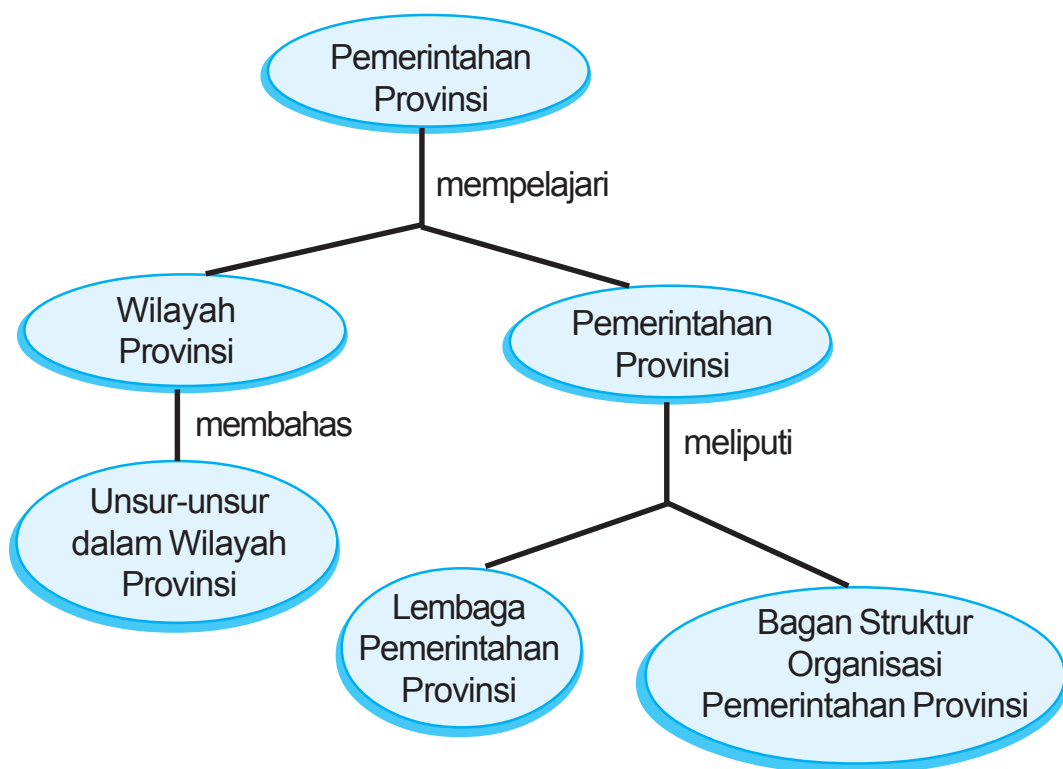 Pemerintahan
Provinsi
mempelajari
Wilayah
Provinsi
Pemerintahan
Provinsi
membahas
meliputi
Unsur-unsur
dalam Wilayah
Provinsi
Lembaga
Pemerintahan
Provinsi
Bagan Struktur
Organisasi
Pemerintahan Provinsi